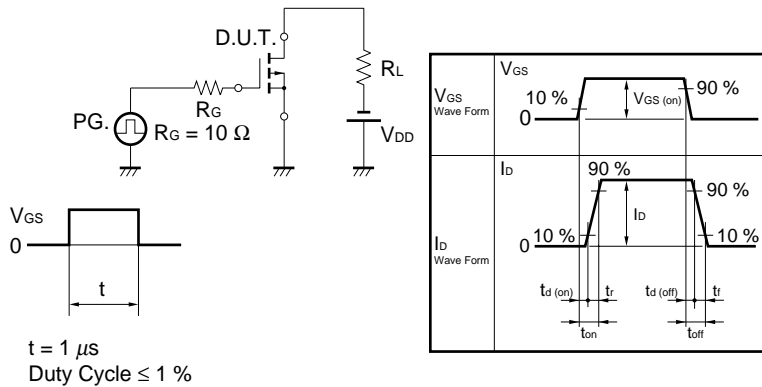 D.U.T.
RL
PG.
RG
RG = 10 Ω
VDD
VGS
0
t
t = 1 μs
Duty Cycle ≤ 1 %
VGS
Wave Form
VGS
10 %
VGS (on)
90 %
0
ID
Wave Form
ID
90 %
90 %
ID
10 %
10 %
0
td (on)
tr
td (off)
tf
ton
toff